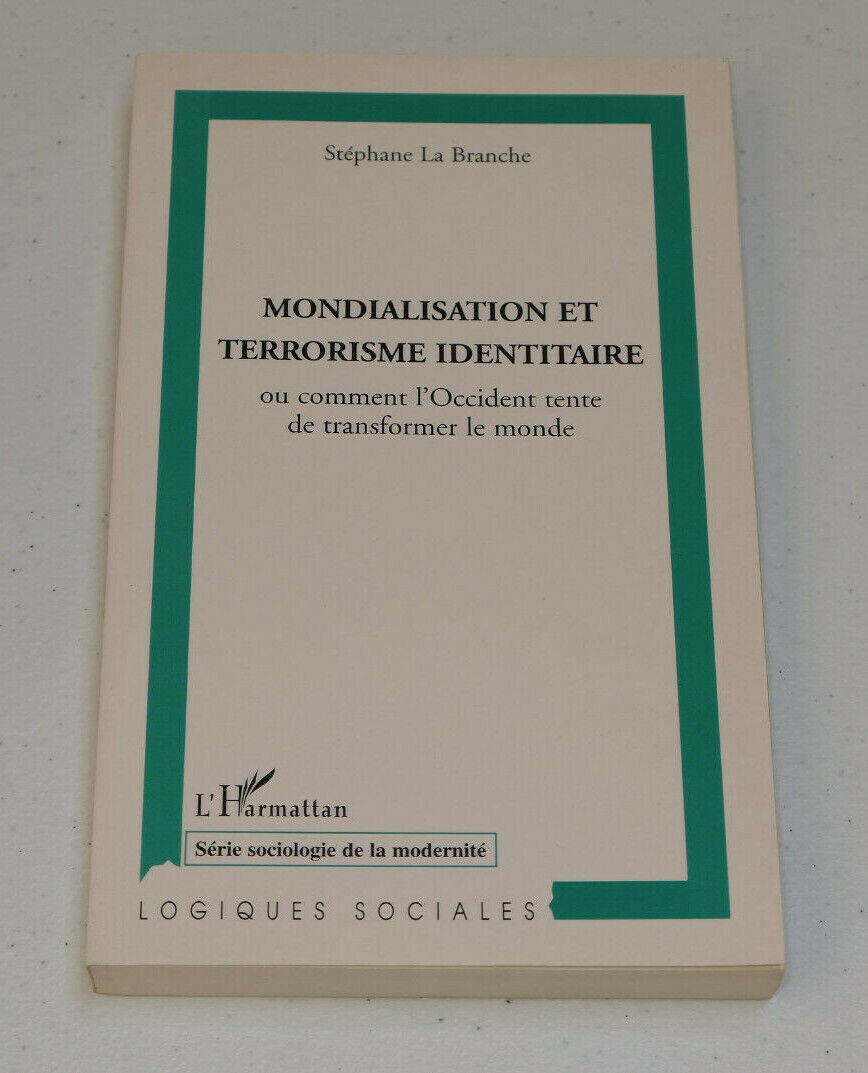 Stéphane La Branche
MONDIALISATION ET
TERRORISME IDENTITAIRE
ou comment l'Occident tente
de transformer le monde
L'Harmattan
Série sociologie de la modernité
LOGIQUES SOCIALES